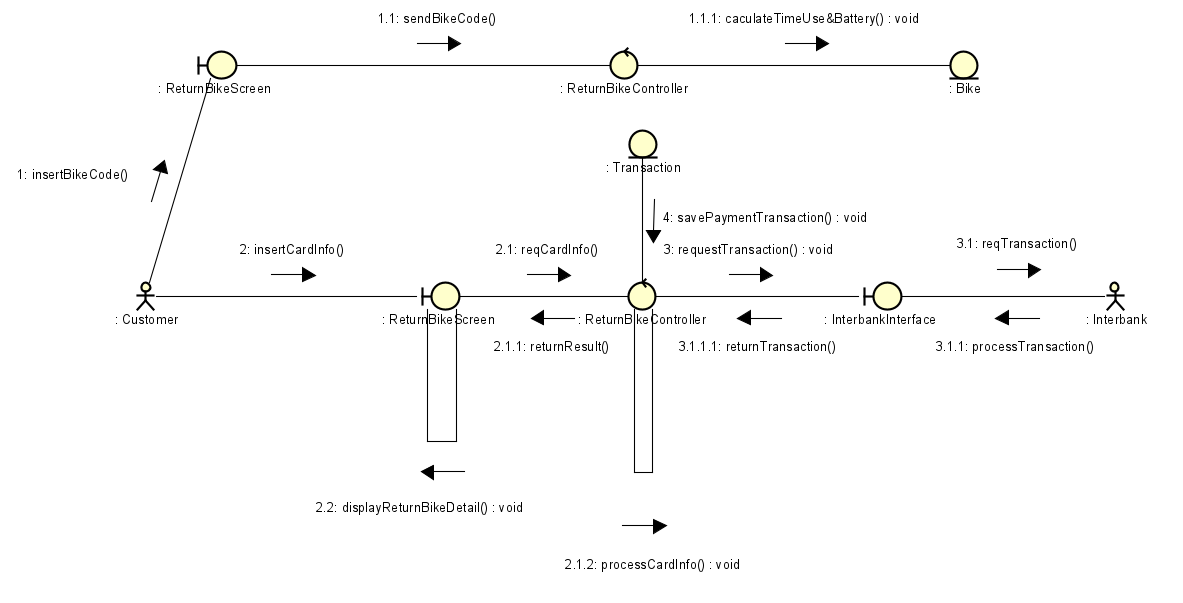 1.1: sendBikeCode()
1.1.1: caculateTimeUse&Battery() : void
: ReturnBikeScreen
: ReturnBikeController
: Bike
: Transaction
1: insertBikeCode()
4: savePaymentTransaction() : void
2: insertCardInfo()
2.1: reqCardInfo()
3: requestTransaction() : void
3.1: reqTransaction()
: Customer
: ReturnBikeScreen
: ReturnBikeController
: InterbankInterface
: Interbank
2.1.1: returnResult()
3.1.1.1: returnTransaction()
3.1.1: processTransaction()
2.2: displayReturnBikeDetail() : void
2.1.2: processCardInfo() : void